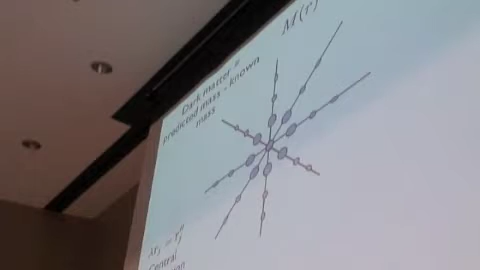 M(r)
Dark matter =
predicted mass - known
mass
Central